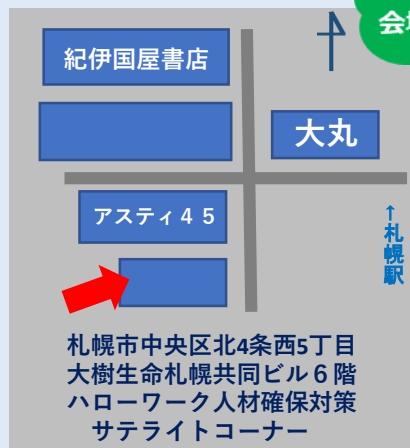 会場
紀伊国屋書店
大丸
アスティ４５
↑札幌駅
札幌市中央区北4条西5丁目
大樹生命札幌共同ビル６階
ハローワーク人材確保対策
サテライトコーナー